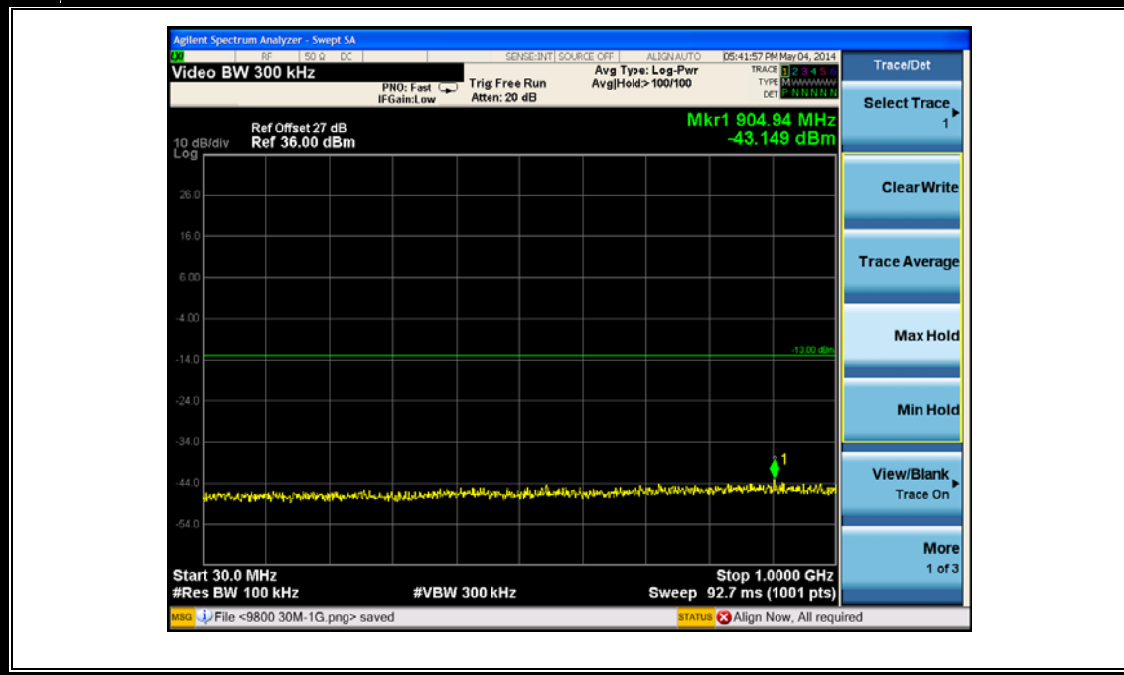 Agilent Spectrum Analyzer - Swept SA
RF 50 Ω DC SENSE:INT SOURCE OFF ALIGN AUTO 05:41:57 PM May 04, 2014
Video BW 300 kHz
PNO: Fast
IFGain:Low
Trig Free Run
Atten: 20 dB
Avg Type: Log-Pwr
Avg|Hold:> 100/100
TRACE 1 2 3 4 5 6
TYPE MWWWWW
DET P N N N N N
Mkr1 904.94 MHz
-43.149 dBm
Ref Offset 27 dB
10 dB/div Ref 36.00 dBm
Log
26.0
16.0
6.00
-4.00
-13.00 dBm
-14.0
-24.0
-34.0
1
-44.0
-54.0
Start 30.0 MHz Stop 1.0000 GHz
#Res BW 100 kHz #VBW 300 kHz Sweep 92.7 ms (1001 pts)
MSG File <9800 30M-1G.png> saved STATUS Align Now, All required
Trace/Det
Select Trace
1
Clear Write
Trace Average
Max Hold
Min Hold
View/Blank
Trace On
More
1 of 3